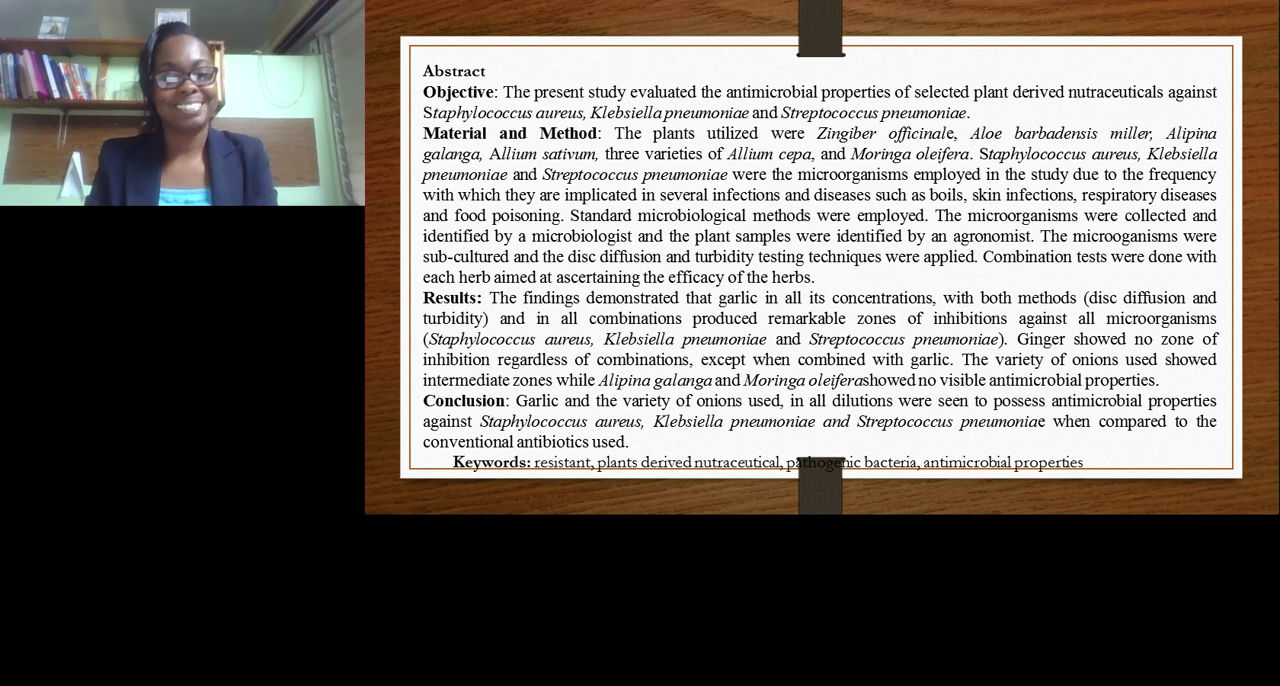 Abstract
Objective: The present study evaluated the antimicrobial properties of selected plant derived nutraceuticals against
Staphylococcus aureus, Klebsiella pneumoniae and Streptococcus pneumoniae.
Material and Method: The plants utilized were Zingiber officinale, Aloe barbadensis miller, Alipina
galanga, Allium sativum, three varieties of Allium cepa, and Moringa oleifera. Staphylococcus aureus, Klebsiella
pneumoniae and Streptococcus pneumoniae were the microorganisms employed in the study due to the frequency
with which they are implicated in several infections and diseases such as boils, skin infections, respiratory diseases
and food poisoning. Standard microbiological methods were employed. The microorganisms were collected and
identified by a microbiologist and the plant samples were identified by an agronomist. The microoganisms were
sub-cultured and the disc diffusion and turbidity testing techniques were applied. Combination tests were done with
each herb aimed at ascertaining the efficacy of the herbs.
Results: The findings demonstrated that garlic in all its concentrations, with both methods (disc diffusion and
turbidity) and in all combinations produced remarkable zones of inhibitions against all microorganisms
(Staphylococcus aureus, Klebsiella pneumoniae and Streptococcus pneumoniae). Ginger showed no zone of
inhibition regardless of combinations, except when combined with garlic. The variety of onions used showed
intermediate zones while Alipina galanga and Moringa oleiferashowed no visible antimicrobial properties.
Conclusion: Garlic and the variety of onions used, in all dilutions were seen to possess antimicrobial properties
against Staphylococcus aureus, Klebsiella pneumoniae and Streptococcus pneumoniae when compared to the
conventional antibiotics used.
Keywords: resistant, plants derived nutraceutical, pathogenic bacteria, antimicrobial properties